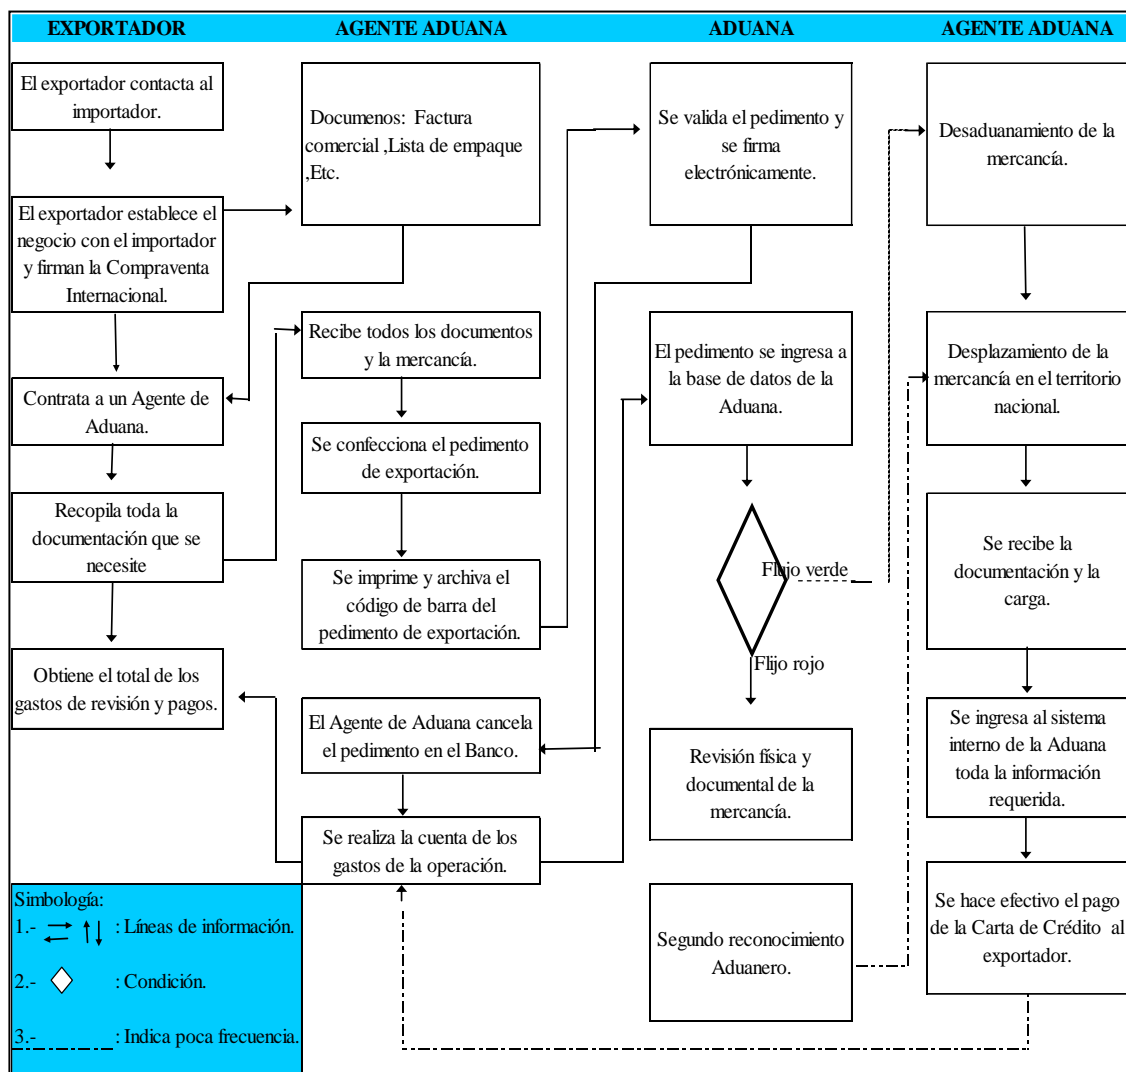 EXPORTADOR
AGENTE ADUANA
ADUANA
AGENTE ADUANA
El exportador contacta al
importador.
El exportador establece el
negocio con el importador
y firman la Compraventa
Internacional.
Contrata a un Agente de
Aduana.
Recopila toda la
documentación que se
necesite
Obtiene el total de los
gastos de revisión y pagos.
Documenos: Factura
comercial ,Lista de empaque
,Etc.
Recibe todos los documentos
y la mercancía.
Se confecciona el pedimento
de exportación.
Se imprime y archiva el
código de barra del
pedimento de exportación.
El Agente de Aduana cancela
el pedimento en el Banco.
Se realiza la cuenta de los
gastos de la operación.
Se valida el pedimento y
se firma
electrónicamente.
El pedimento se ingresa a
la base de datos de la
Aduana.
Flujo verde
Flijo rojo
Revisión física y
documental de la
mercancía.
Segundo reconocimiento
Aduanero.
Desaduanamiento de la
mercancía.
Desplazamiento de la
mercancía en el territorio
nacional.
Se recibe la
documentación y la
carga.
Se ingresa al sistema
interno de la Aduana
toda la información
requerida.
Se hace efectivo el pago
de la Carta de Crédito al
exportador.
Simbología:
1.- : Líneas de información.
2.- : Condición.
3.- : Indica poca frecuencia.